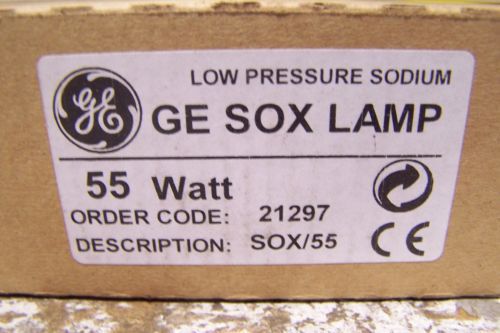 LOW PRESSURE SODIUM
GE
GE SOX LAMP
55 Watt
ORDER CODE: 21297
DESCRIPTION: SOX/55
CE